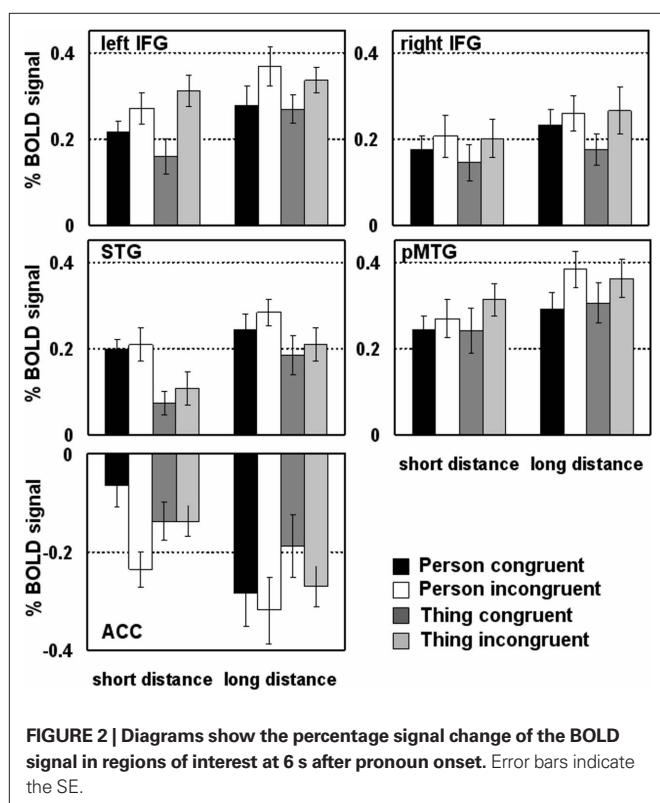 left IFG
right IFG
% BOLD signal
0.4
0.2
0
0.4
0.2
0
STG
pMTG
% BOLD signal
0.4
0.2
0
0.4
0.2
0
short distance
long distance
% BOLD signal
0
-0.2
-0.4
ACC
short distance
long distance
Person congruent
Person incongruent
Thing congruent
Thing incongruent
FIGURE 2 | Diagrams show the percentage signal change of the BOLD
signal in regions of interest at 6 s after pronoun onset. Error bars indicate
the SE.